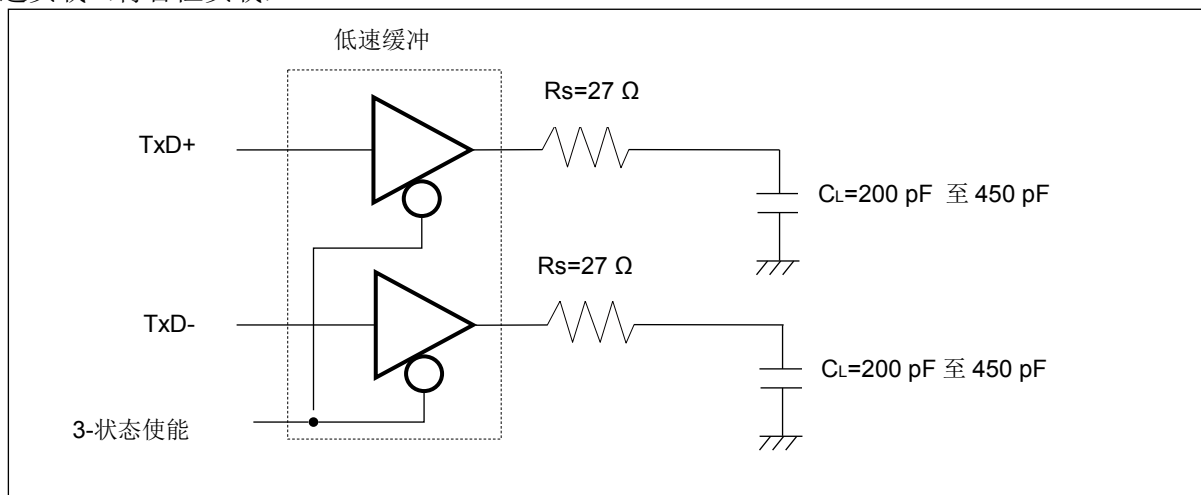 低速缓冲
Rs=27 Ω
TxD+
CL=200 pF 至 450 pF
Rs=27 Ω
TxD-
CL=200 pF 至 450 pF
3-状态使能